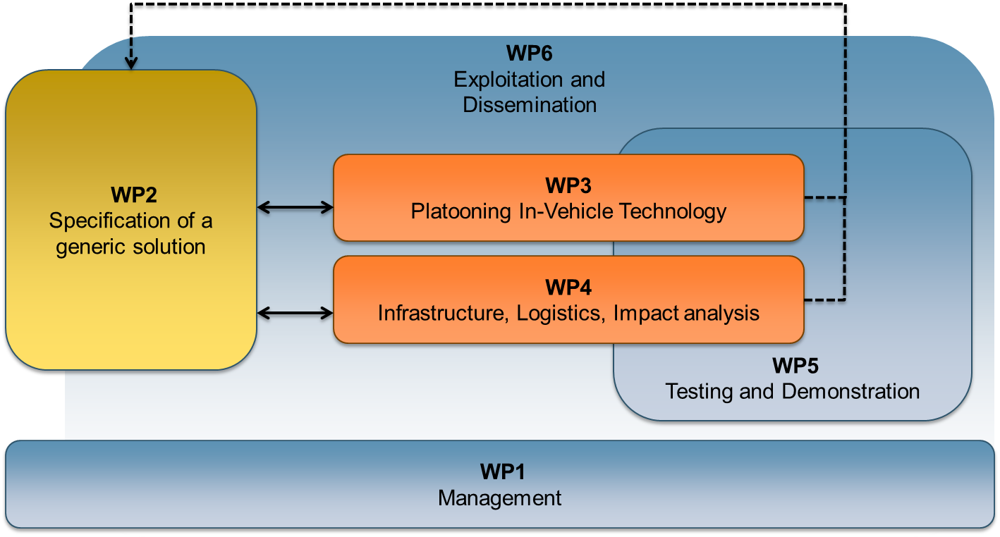 WP6
Exploitation and
Dissemination
WP2
Specification of a
generic solution
WP3
Platooning In-Vehicle Technology
WP4
Infrastructure, Logistics, Impact analysis
WP5
Testing and Demonstration
WP1
Management